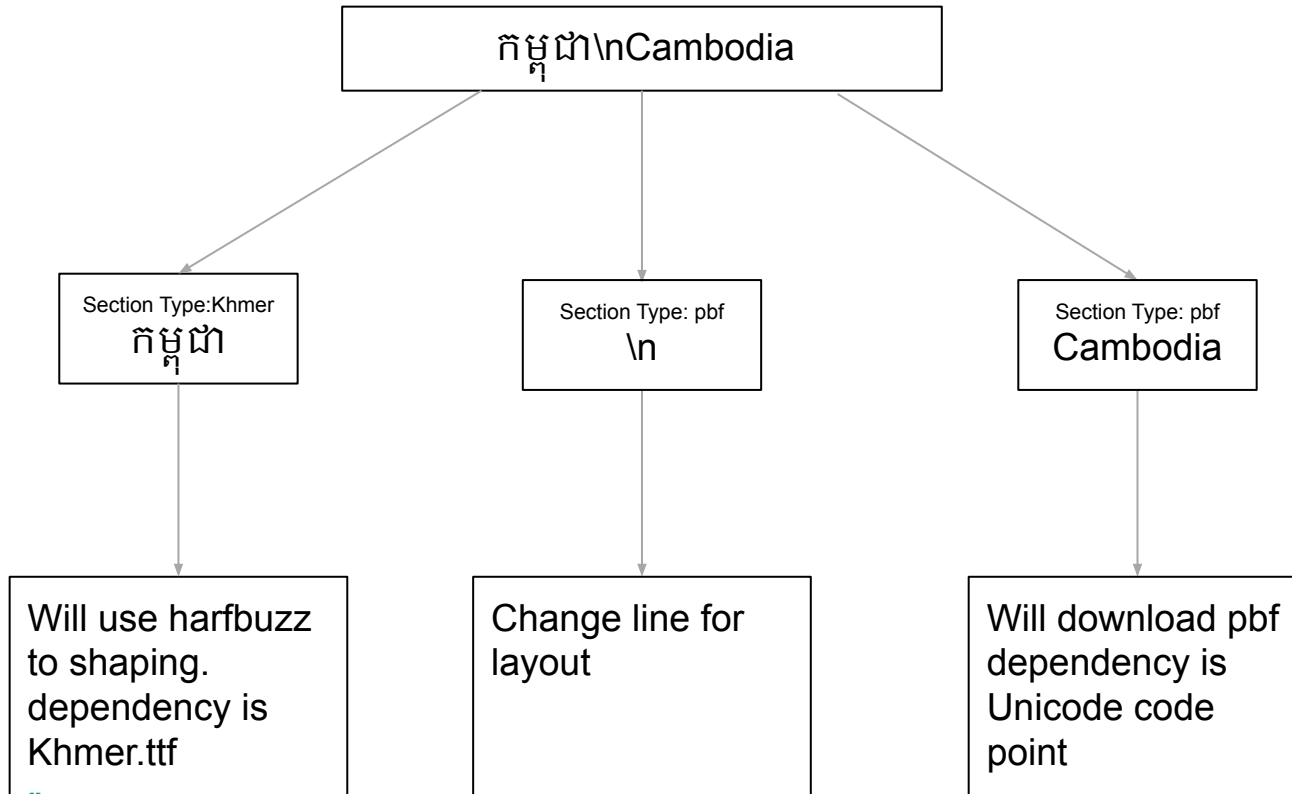 កម្ពុជា\nCambodia
Section Type:Khmer
កម្ពុជា
Section Type: pbf
\n
Section Type: pbf
Cambodia
Will use harfbuzz
to shaping.
dependency is
Khmer.ttf
Change line for
layout
Will download pbf
dependency is
Unicode code
point